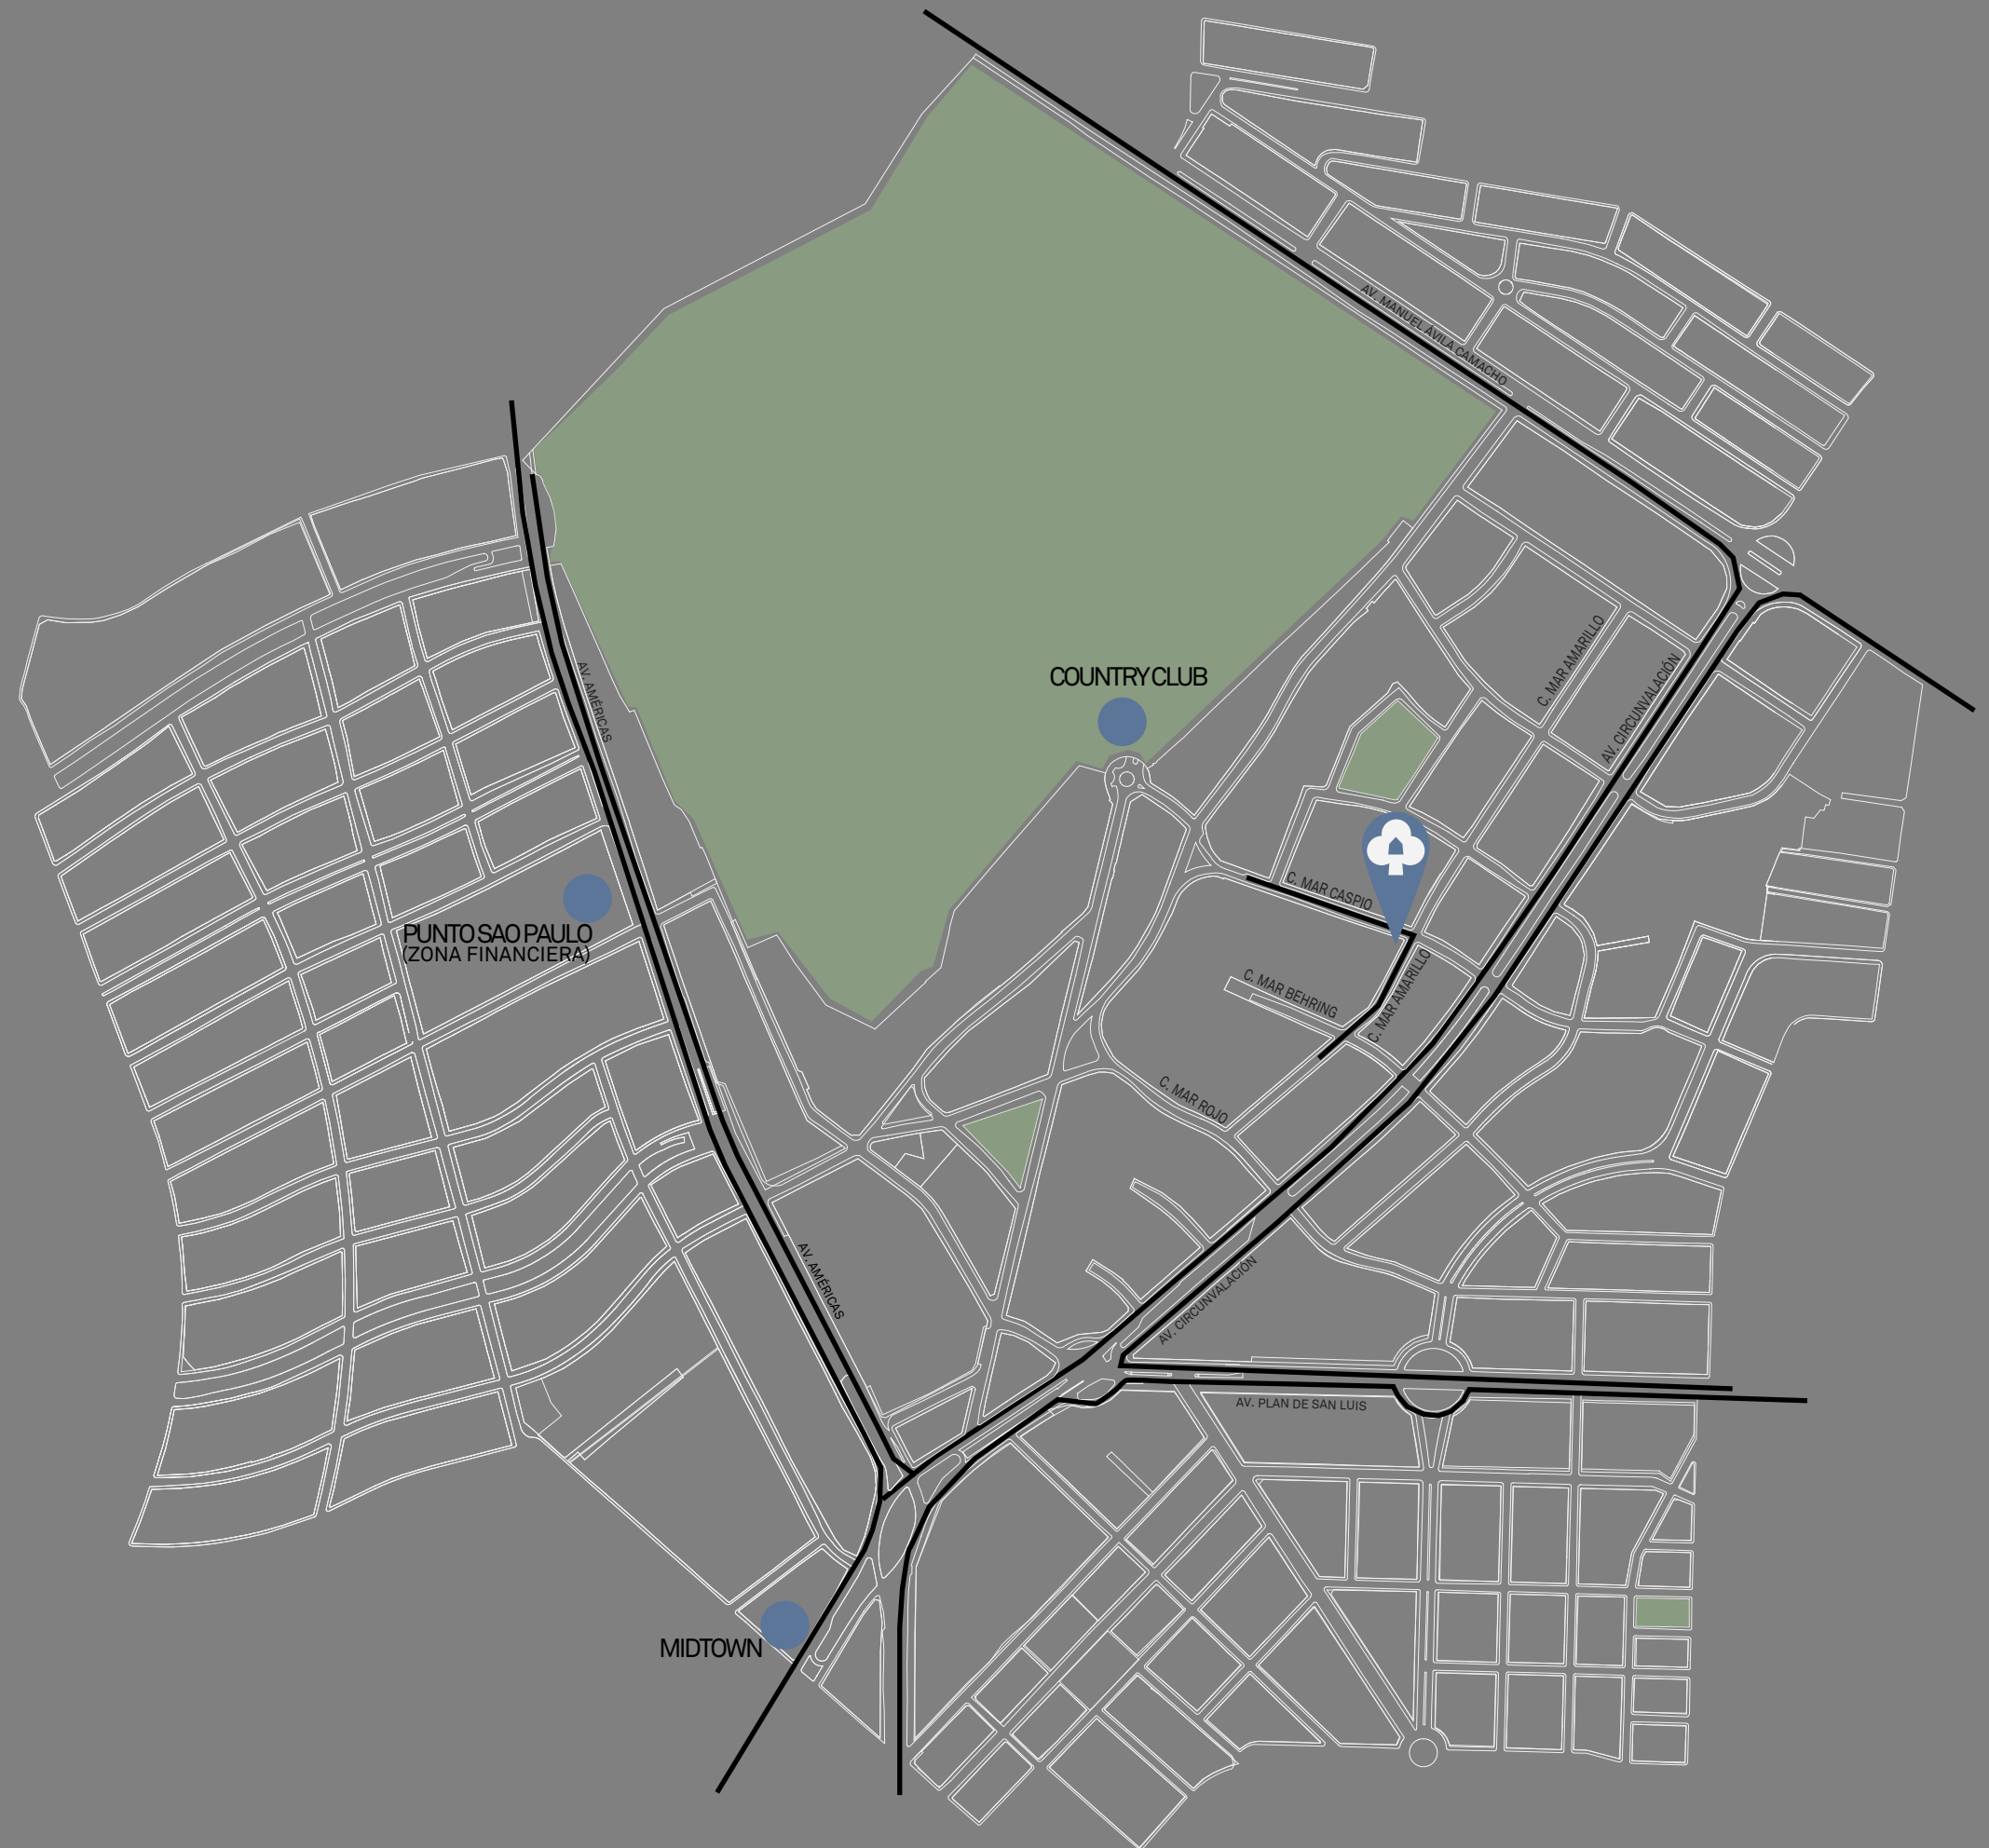 AV. MANUEL AVILA CAMACHO
C. MAR AMARILLO
AV. CIRCUNVALACIÓN
AV. AMÉRICAS
COUNTRY CLUB
C. MAR CASPIO
PUNTO SAO PAULO
(ZONA FINANCIERA)
C. MAR BEHRING
C. MAR AMARILLO
C. MAR ROJO
AV. AMÉRICAS
AV. CIRCUNVALACIÓN
AV. PLAN DE SAN LUIS
MIDTOWN